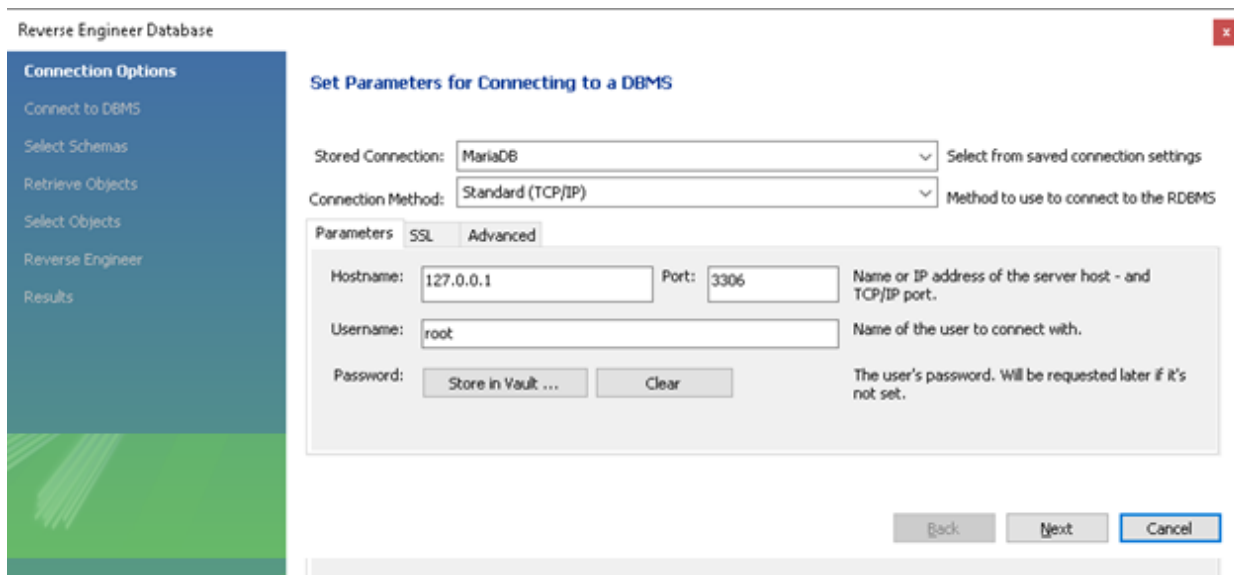 Reverse Engineer Database
x
Connection Options
Connect to DBMS
Select Schemas
Retrieve Objects
Select Objects
Reverse Engineer
Results
Set Parameters for Connecting to a DBMS
Stored Connection: MariaDB Select from saved connection settings
Connection Method: Standard (TCP/IP) Method to use to connect to the RDBMS
Parameters SSL Advanced
Hostname: 127.0.0.1 Port: 3306 Name or IP address of the server host - and
TCP/IP port.
Username: root Name of the user to connect with.
Password: Store in Vault ... Clear The user's password. Will be requested later if it's
not set.
Back Next Cancel